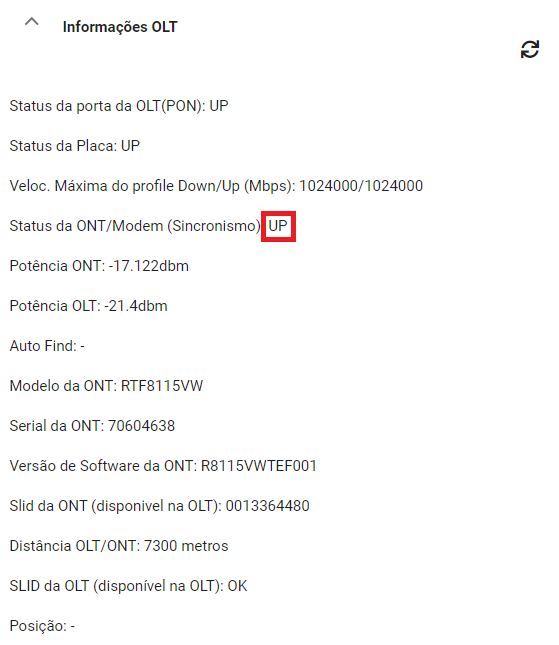 Informações OLT
Status da porta da OLT(PON): UP
Status da Placa: UP
Veloc. Máxima do profile Down/Up (Mbps): 1024000/1024000
Status da ONT/Modem (Sincronismo) UP
Potência ONT: -17.122dbm
Potência OLT: -21.4dbm
Auto Find: -
Modelo da ONT: RTF8115VW
Serial da ONT: 70604638
Versão de Software da ONT: R8115VWTEF001
Slid da ONT (disponivel na OLT): 0013364480
Distância OLT/ONT: 7300 metros
SLID da OLT (disponível na OLT): OK
Posição: -